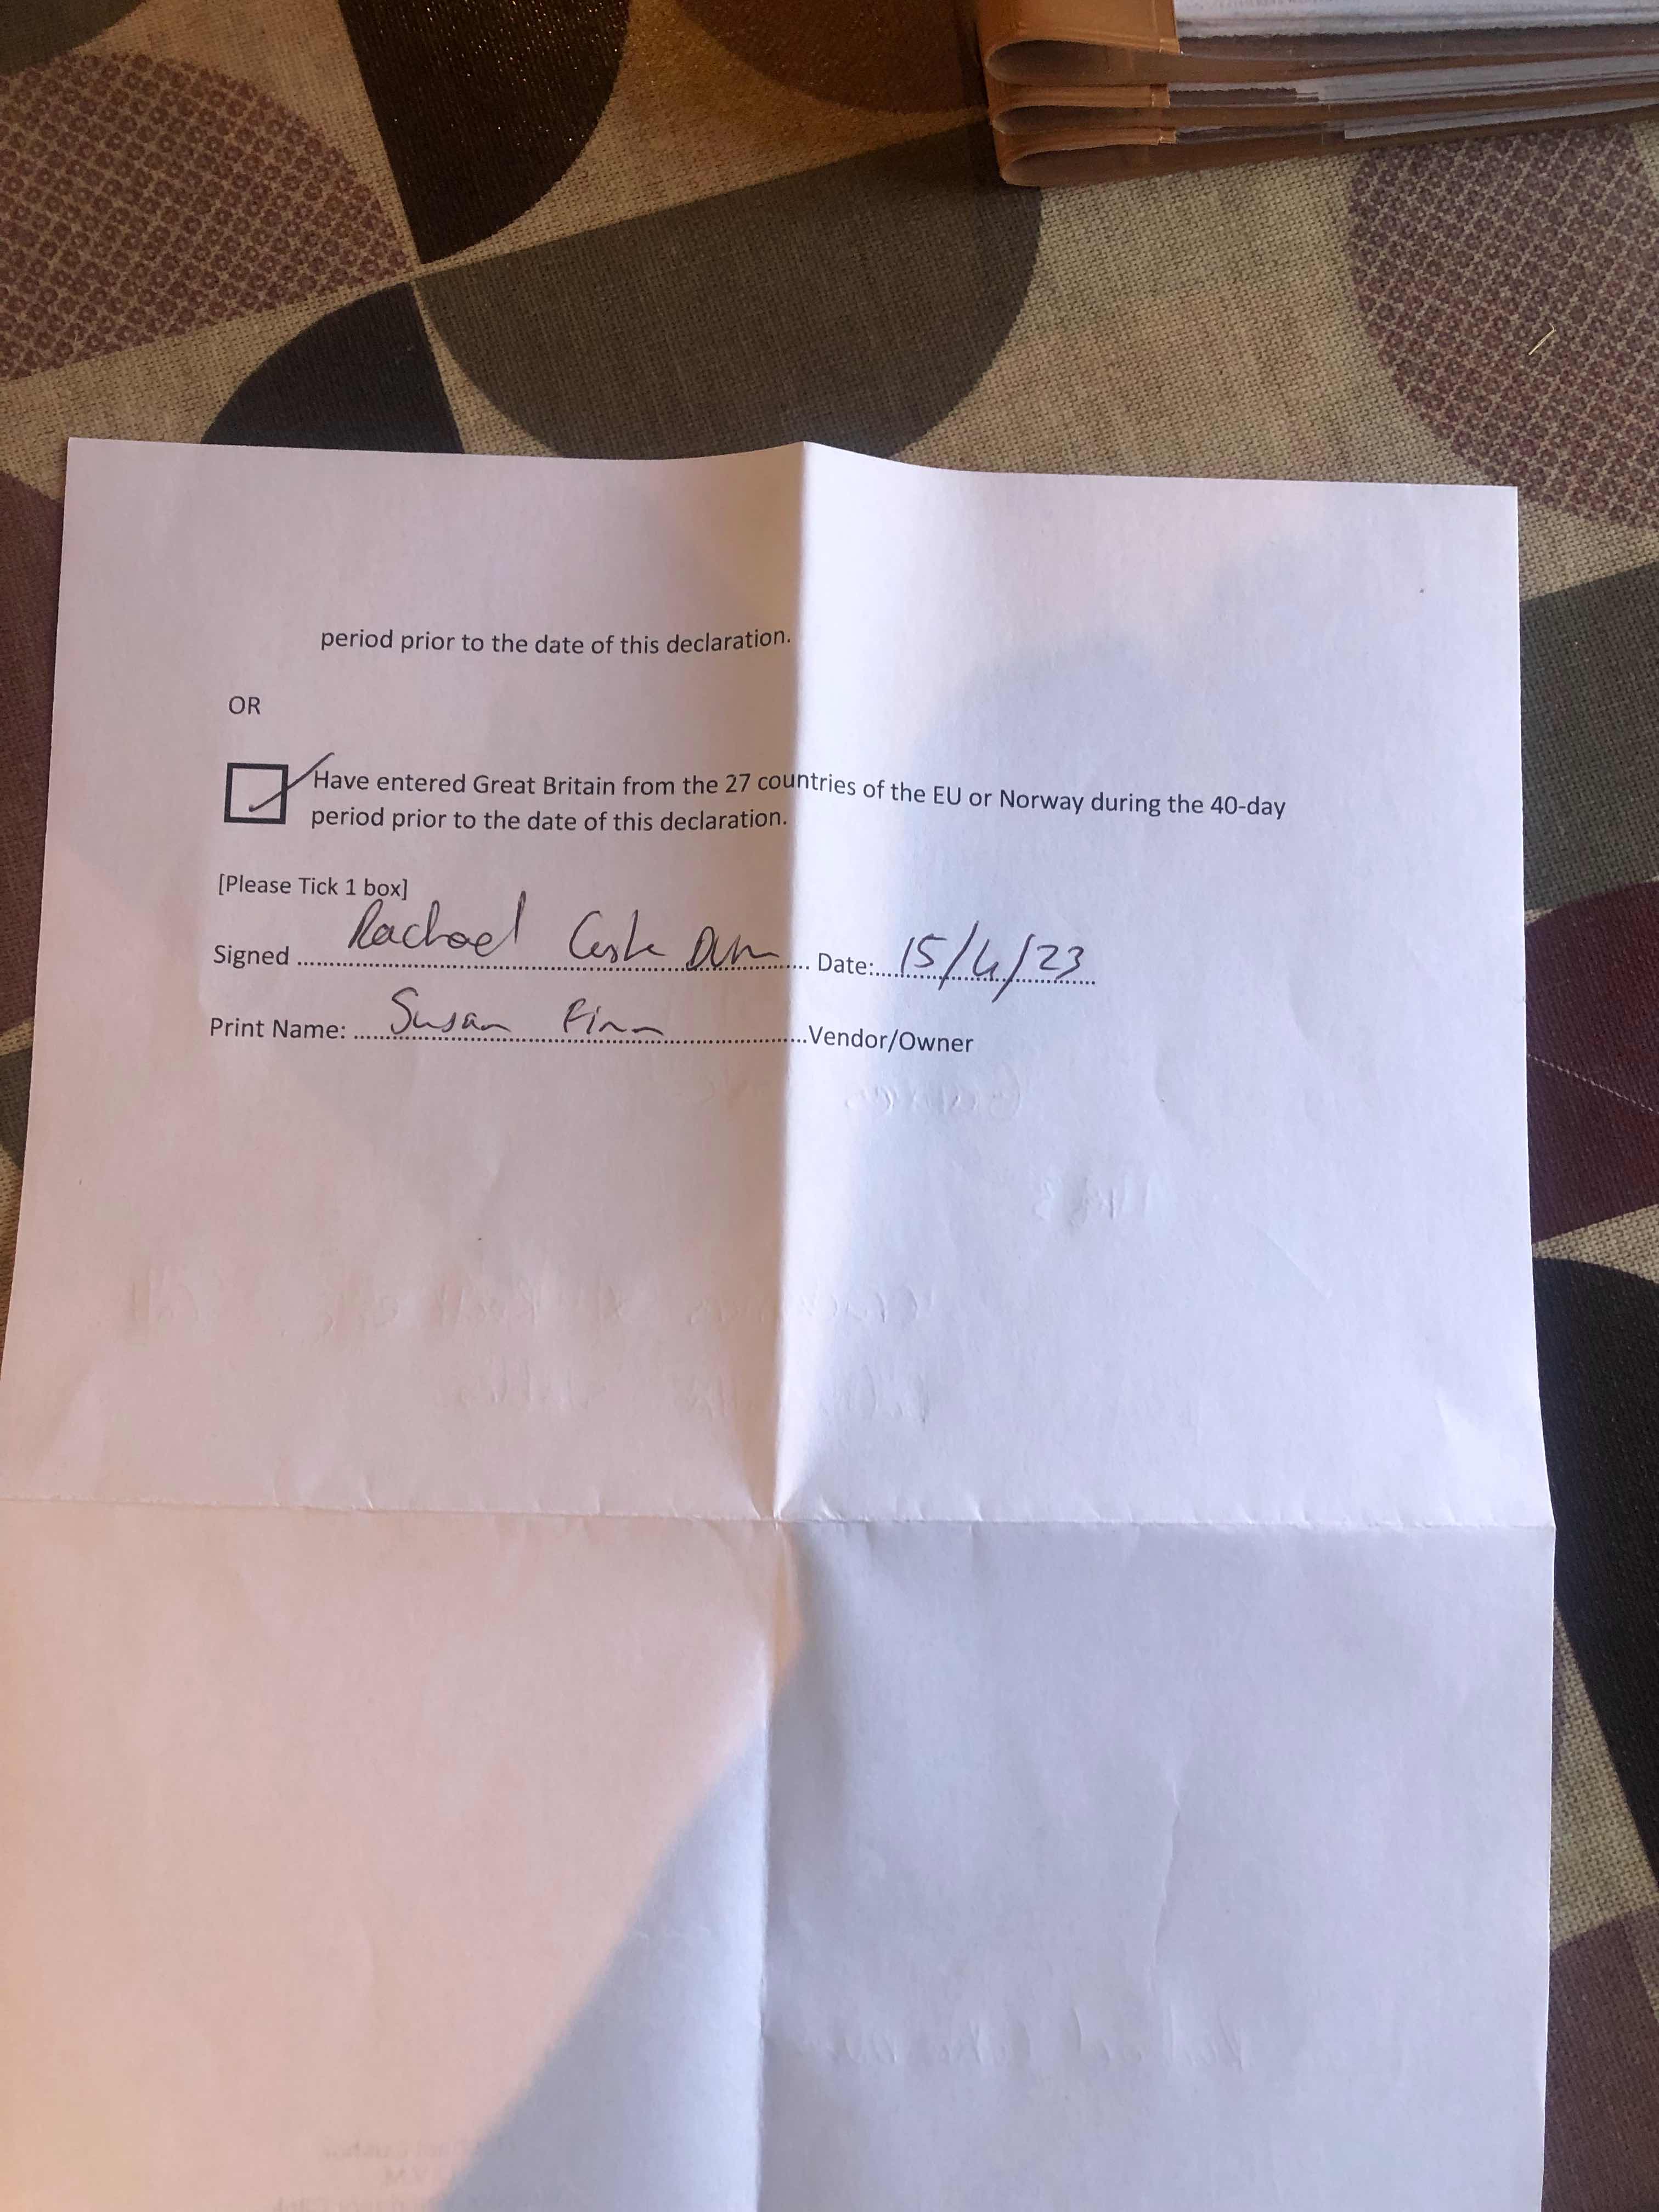 period prior to the date of this declaration.
OR
Have entered Great Britain from the 27 countries of the EU or Norway during the 40-day
period prior to the date of this declaration.
[Please Tick 1 box]
Signed Rachael Date: 15/4/23
Print Name: Susan Finn Vendor/Owner